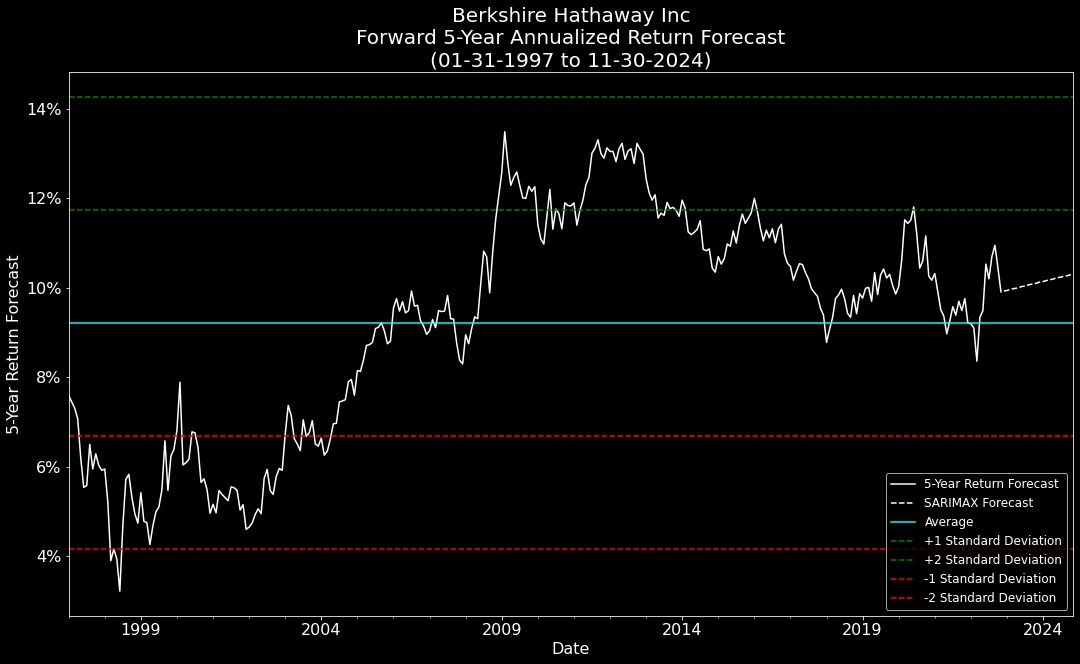 Berkshire Hathaway Inc
Forward 5-Year Annualized Return Forecast
(01-31-1997 to 11-30-2024)
5-Year Return Forecast
14%
12%
10%
8%
6%
4%
5-Year Return Forecast
SARIMAX Forecast
Average
+1 Standard Deviation
+2 Standard Deviation
-1 Standard Deviation
-2 Standard Deviation
1999
2004
2009
2014
2019
2024
Date